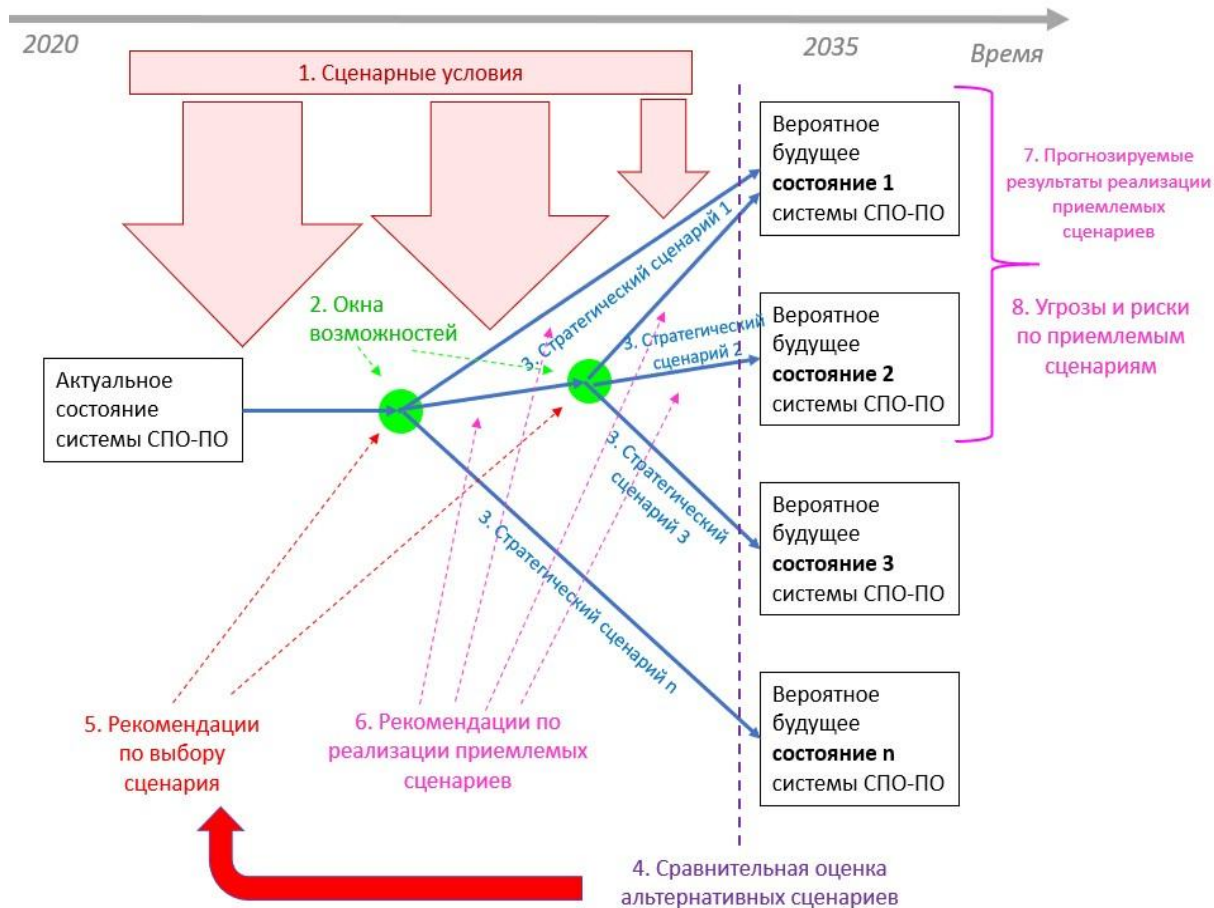 2020
2035
Время
1. Сценарные условия
Вероятное
будущее
состояние 1
системы СПО-ПО
7. Прогнозируемые
результаты реализации
приемлемых
сценариев
3. Стратегический сценарий 1
2. Окна
возможностей
3. Стратегический
сценарий 2
Вероятное
будущее
состояние 2
системы СПО-ПО
8. Угрозы и риски
по приемлемым
сценариям
Актуальное
состояние
системы СПО-ПО
3. Стратегический
сценарий 3
Вероятное
будущее
состояние 3
системы СПО-ПО
3. Стратегический сценарий n
Вероятное
будущее
состояние n
системы СПО-ПО
5. Рекомендации
по выбору
сценария
6. Рекомендации по
реализации приемлемых
сценариев
4. Сравнительная оценка
альтернативных сценариев